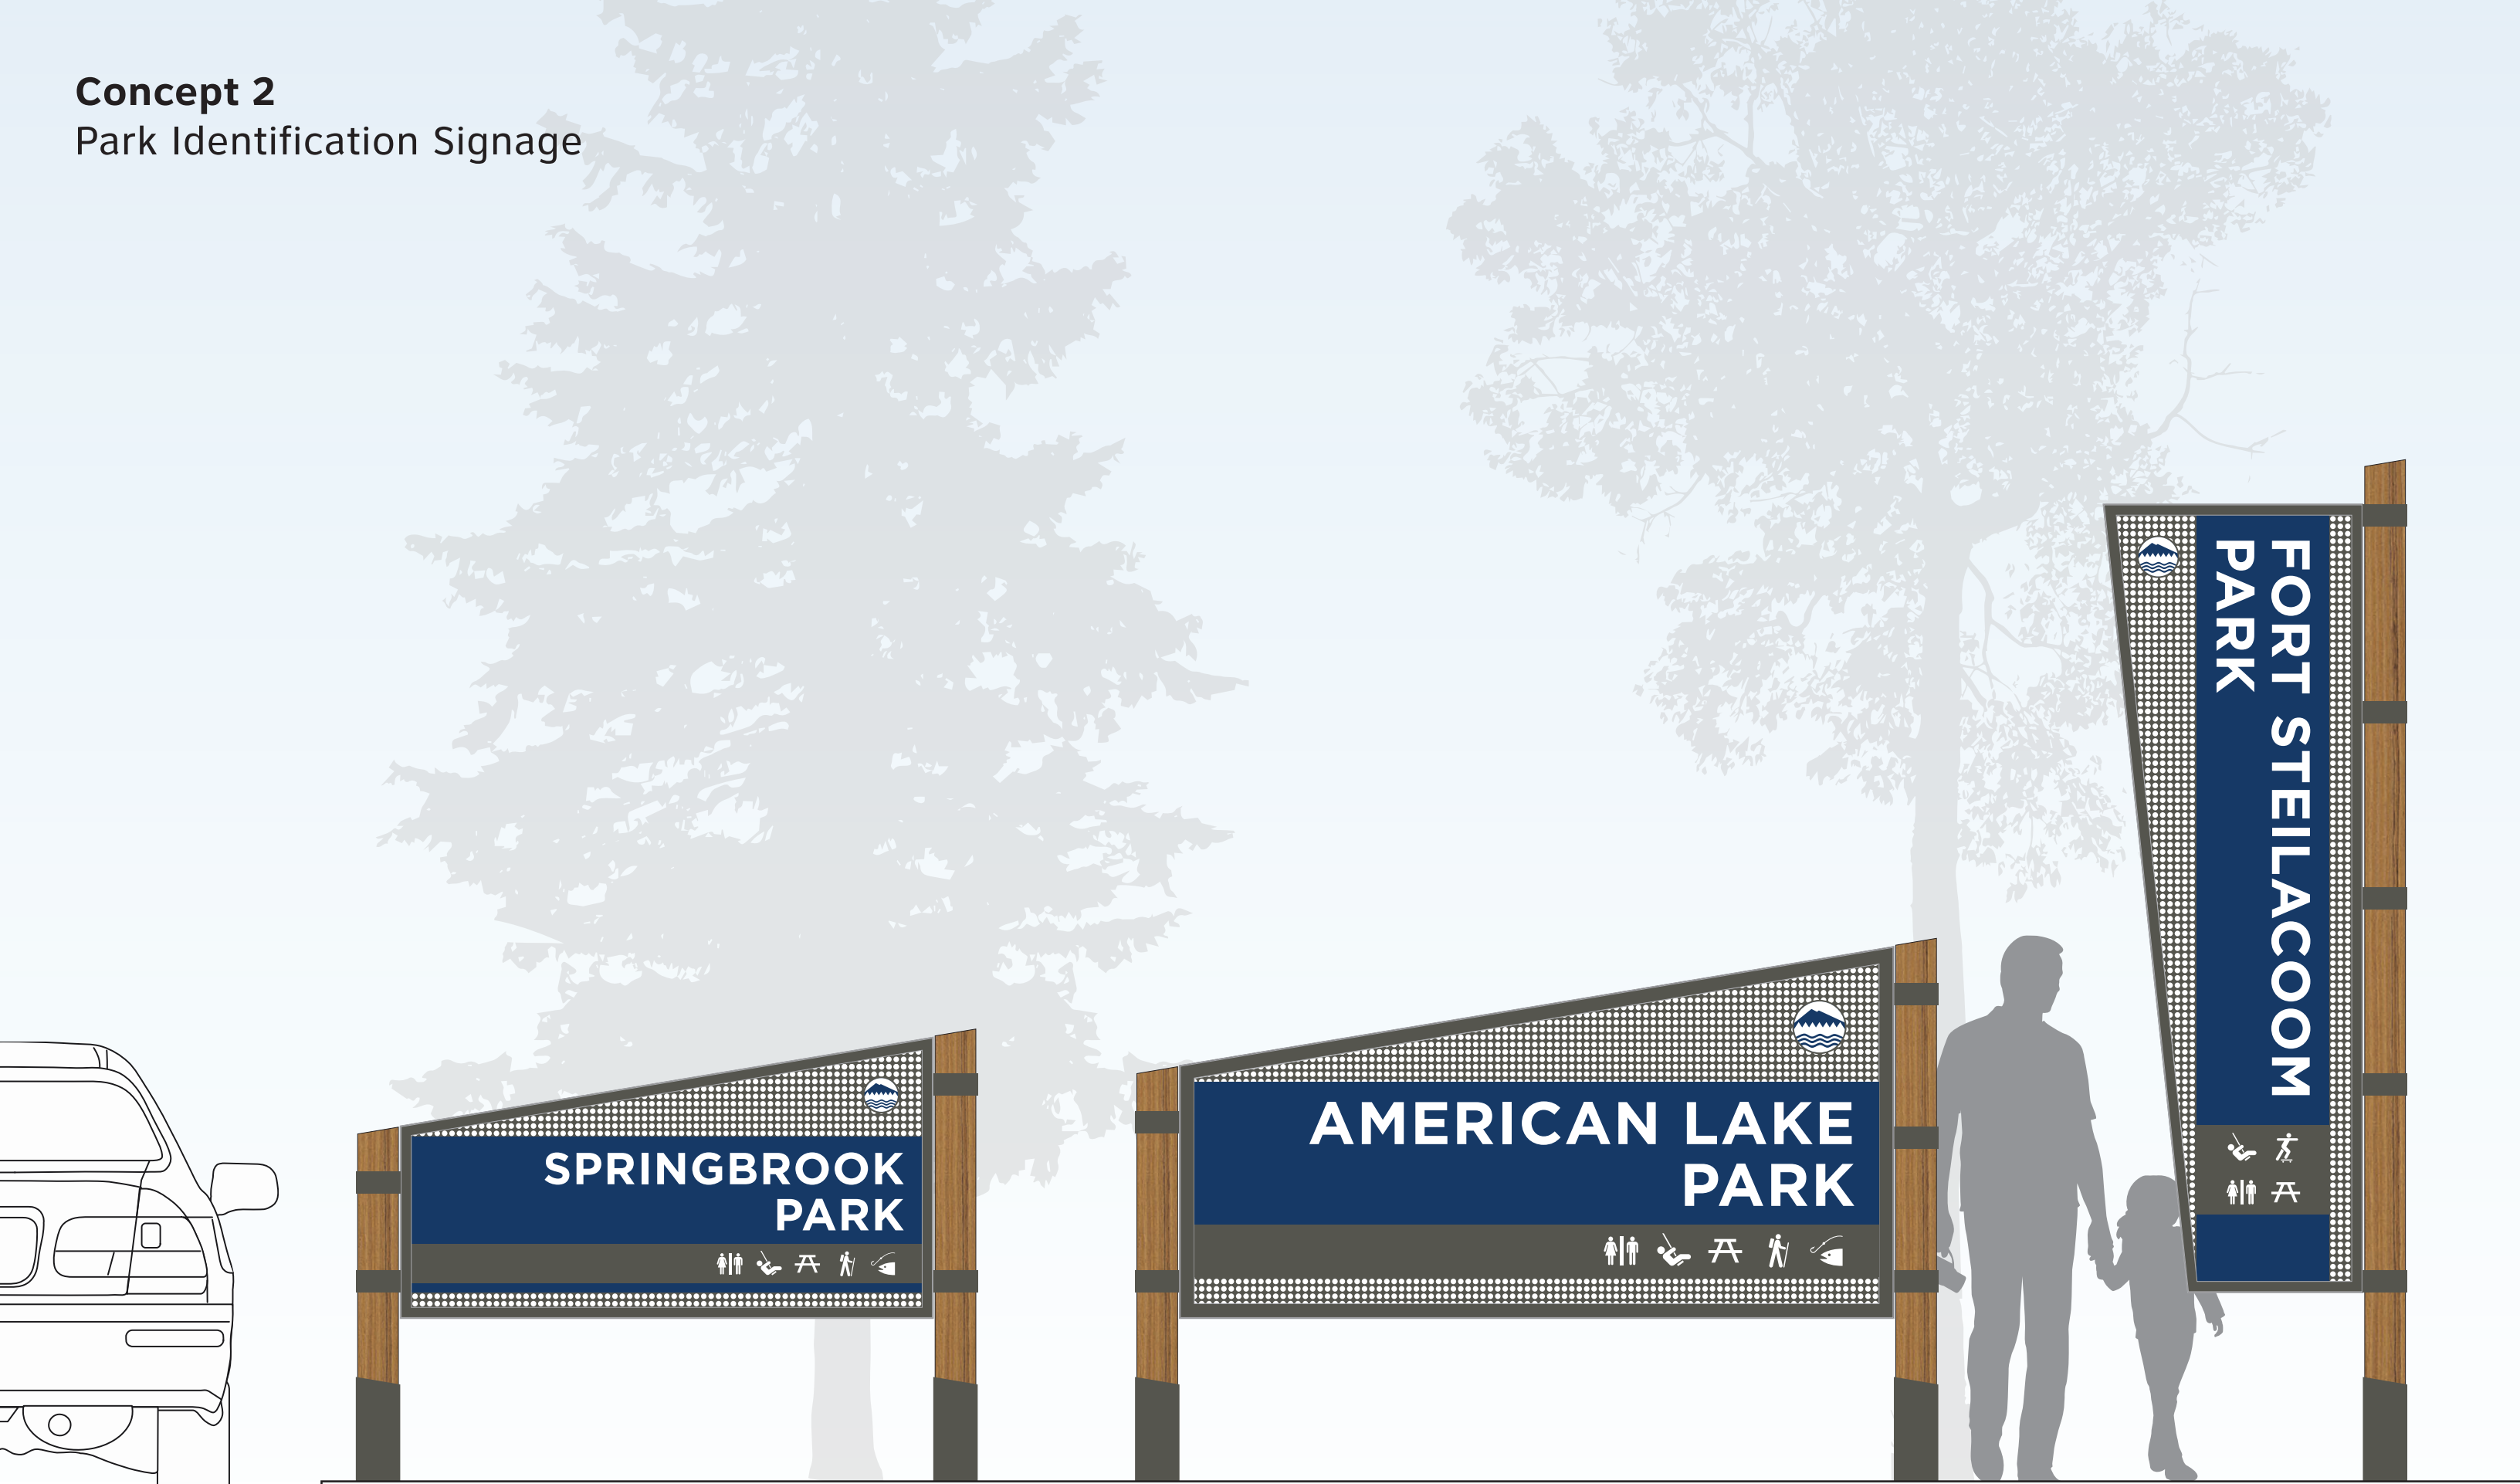 Concept 2
Park Identification Signage
SPRINGBROOK
PARK
AMERICAN LAKE
PARK
FORT STEILACOOM
PARK